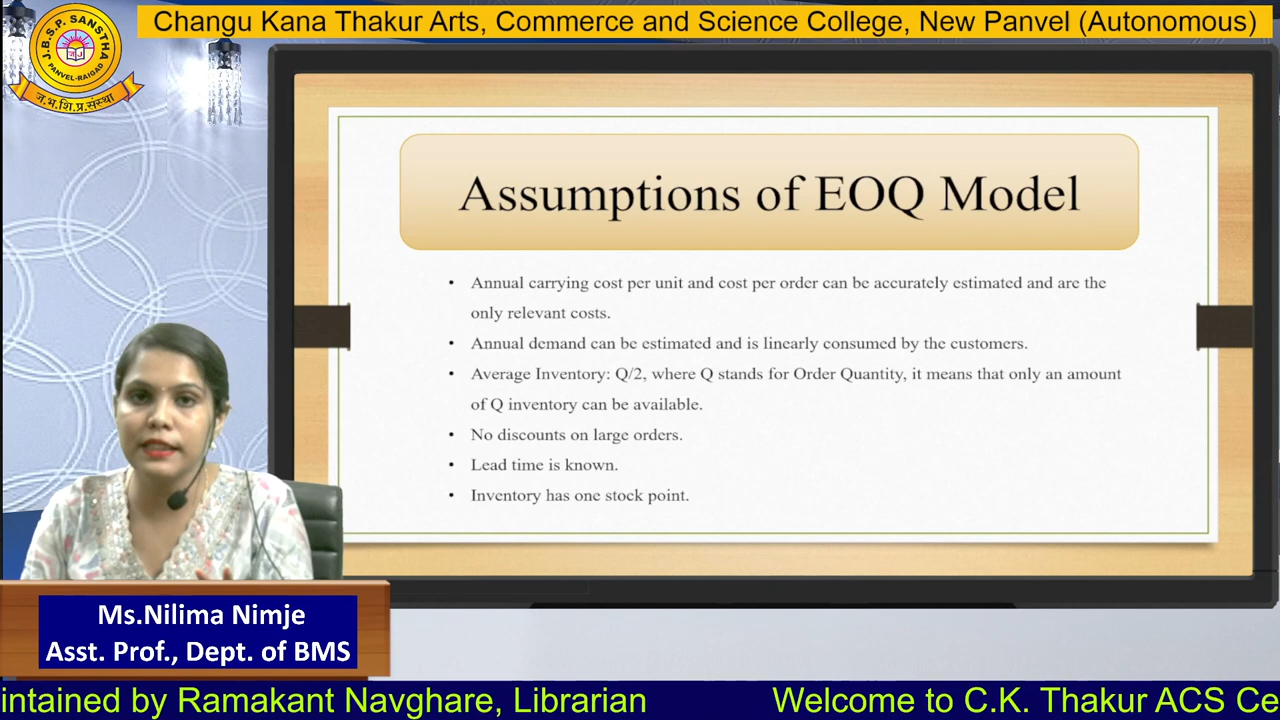 Changu Kana Thakur Arts, Commerce and Science College, New Panvel (Autonomous)
J.B.S.P. SANSTHA
PANVEL-RAIGAD
ज.भ.शि.प्र.संस्था
Assumptions of EOQ Model
• Annual carrying cost per unit and cost per order can be accurately estimated and are the
only relevant costs.
• Annual demand can be estimated and is linearly consumed by the customers.
• Average Inventory: Q/2, where Q stands for Order Quantity, it means that only an amount
of Q inventory can be available.
• No discounts on large orders.
• Lead time is known.
• Inventory has one stock point.
Ms.Nilima Nimje
Asst. Prof., Dept. of BMS
intained by Ramakant Navghare, Librarian Welcome to C.K. Thakur ACS Ce